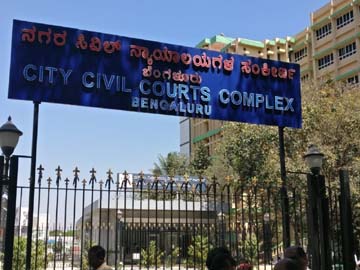 ನಗರ ಸಿವಿಲ್ ನ್ಯಾಯಾಲಯಗಳ ಸಂಕೀರ್ಣ
ಬೆಂಗಳೂರು
CITY CIVIL COURTS COMPLEX
BENGALURU